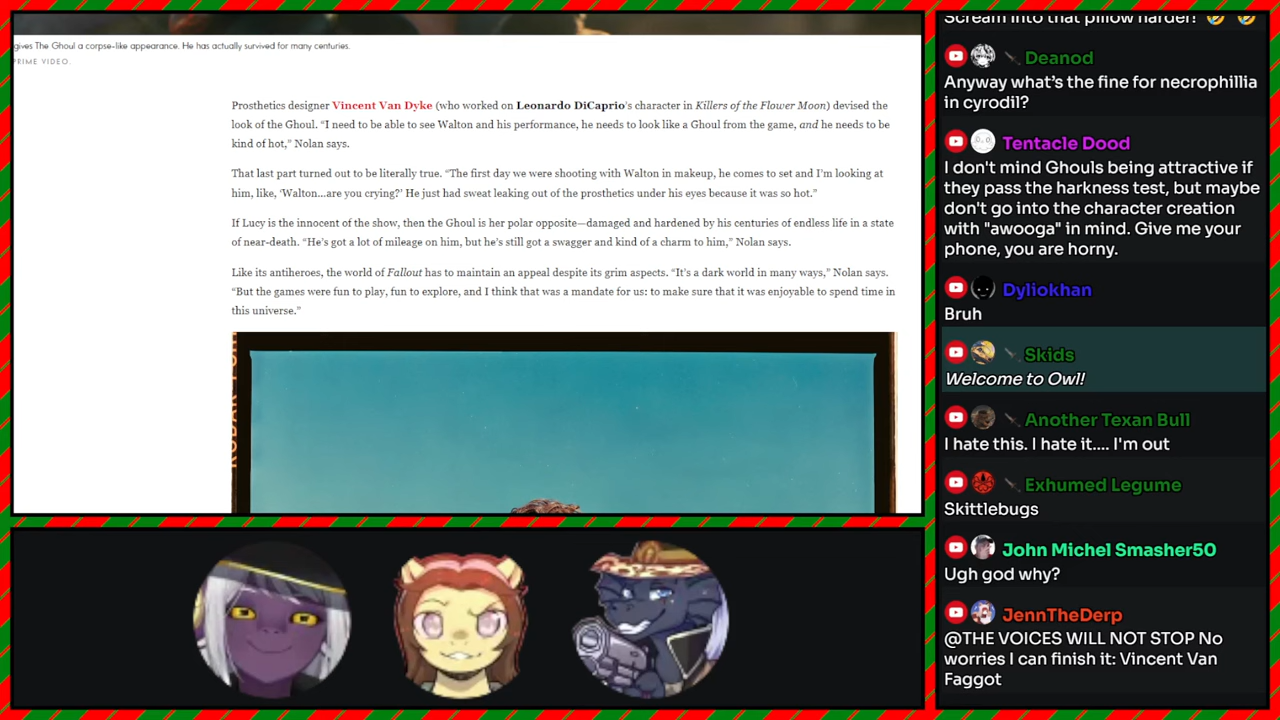 gives The Ghoul a corpse-like appearance. He has actually survived for many centuries.
PRIME VIDEO.
Prosthetics designer Vincent Van Dyke (who worked on Leonardo DiCaprio's character in Killers of the Flower Moon) devised the
look of the Ghoul. "I need to be able to see Walton and his performance, he needs to look like a Ghoul from the game, and he needs to be
kind of hot," Nolan says.
That last part turned out to be literally true. "The first day we were shooting with Walton in makeup, he comes to set and I'm looking at
him, like, 'Walton...are you crying?' He just had sweat leaking out of the prosthetics under his eyes because it was so hot."
If Lucy is the innocent of the show, then the Ghoul is her polar opposite—damaged and hardened by his centuries of endless life in a state
of near-death. "He's got a lot of mileage on him, but he's still got a swagger and kind of a charm to him," Nolan says.
Like its antiheroes, the world of Fallout has to maintain an appeal despite its grim aspects. "It's a dark world in many ways," Nolan says.
"But the games were fun to play, fun to explore, and I think that was a mandate for us: to make sure that it was enjoyable to spend time in
this universe."
Scream into that pillow harder! 🤣 🤣
Deanod
Anyway what's the fine for necrophillia
in cyrodil?
Tentacle Dood
I don't mind Ghouls being attractive if
they pass the harkness test, but maybe
don't go into the character creation
with "awooga" in mind. Give me your
phone, you are horny.
Dyliokhan
Bruh
Skids
Welcome to Owl!
Another Texan Bull
I hate this. I hate it.... I'm out
Exhumed Legume
Skittlebugs
John Michel Smasher50
Ugh god why?
JennTheDerp
@THE VOICES WILL NOT STOP No
worries I can finish it: Vincent Van
Faggot